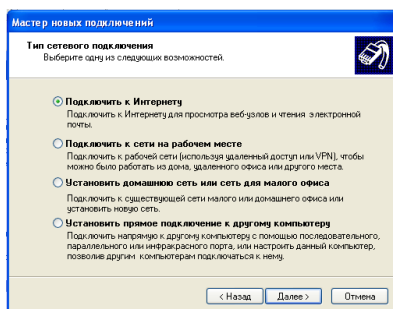 Мастер новых подключений
Тип сетевого подключения
Выберите одну из следующих возможностей.
Подключить к Интернету
Подключить к Интернету для просмотра веб-узлов и чтения электронной
почты.
Подключить к сети на рабочем месте
Подключить к рабочей сети (используя удаленный доступ или VPN), чтобы
можно было работать из дома, удаленного офиса или другого места.
Установить домашнюю сеть или сеть для малого офиса
Подключить к существующей сети малого или домашнего офиса или
установить новую сеть.
Установить прямое подключение к другому компьютеру
Подключить напрямую к другому компьютеру с помощью последовательного,
параллельного или инфракрасного порта, или настроить данный компьютер,
позволив другим компьютерам подключаться к нему.
< Назад Далее > Отмена